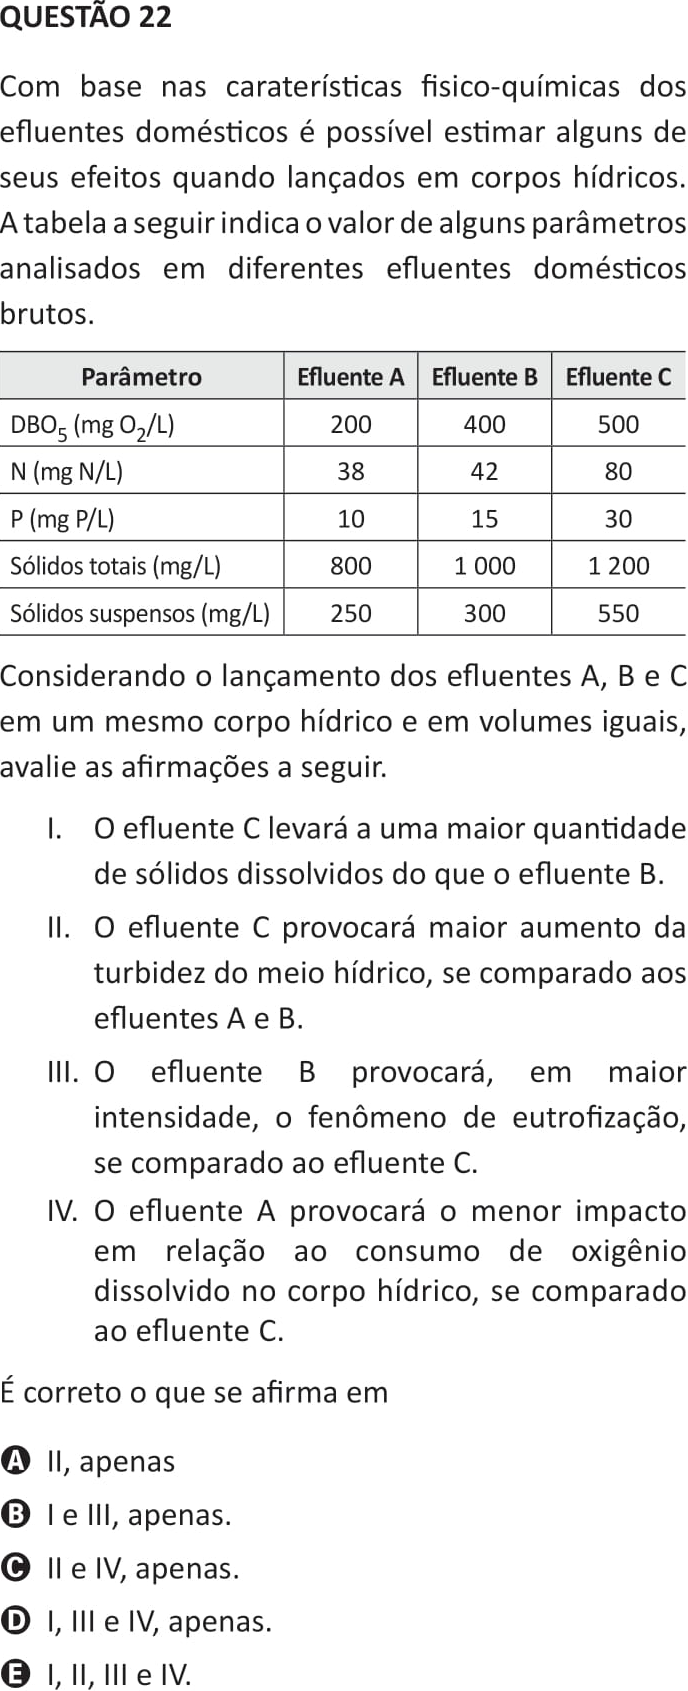 QUESTÃO 22
Com base nas caraterísticas fisico-químicas dos
efluentes domésticos é possível estimar alguns de
seus efeitos quando lançados em corpos hídricos.
A tabela a seguir indica o valor de alguns parâmetros
analisados em diferentes efluentes domésticos
brutos.
Parâmetro Efluente A Efluente B Efluente C
DBO₅ (mg O₂/L) 200 400 500
N (mg N/L) 38 42 80
P (mg P/L) 10 15 30
Sólidos totais (mg/L) 800 1 000 1 200
Sólidos suspensos (mg/L) 250 300 550
Considerando o lançamento dos efluentes A, B e C
em um mesmo corpo hídrico e em volumes iguais,
avalie as afirmações a seguir.
I. O efluente C levará a uma maior quantidade
de sólidos dissolvidos do que o efluente B.
II. O efluente C provocará maior aumento da
turbidez do meio hídrico, se comparado aos
efluentes A e B.
III. O efluente B provocará, em maior
intensidade, o fenômeno de eutrofização,
se comparado ao efluente C.
IV. O efluente A provocará o menor impacto
em relação ao consumo de oxigênio
dissolvido no corpo hídrico, se comparado
ao efluente C.
É correto o que se afirma em
A II, apenas
B I e III, apenas.
C II e IV, apenas.
D I, III e IV, apenas.
E I, II, III e IV.